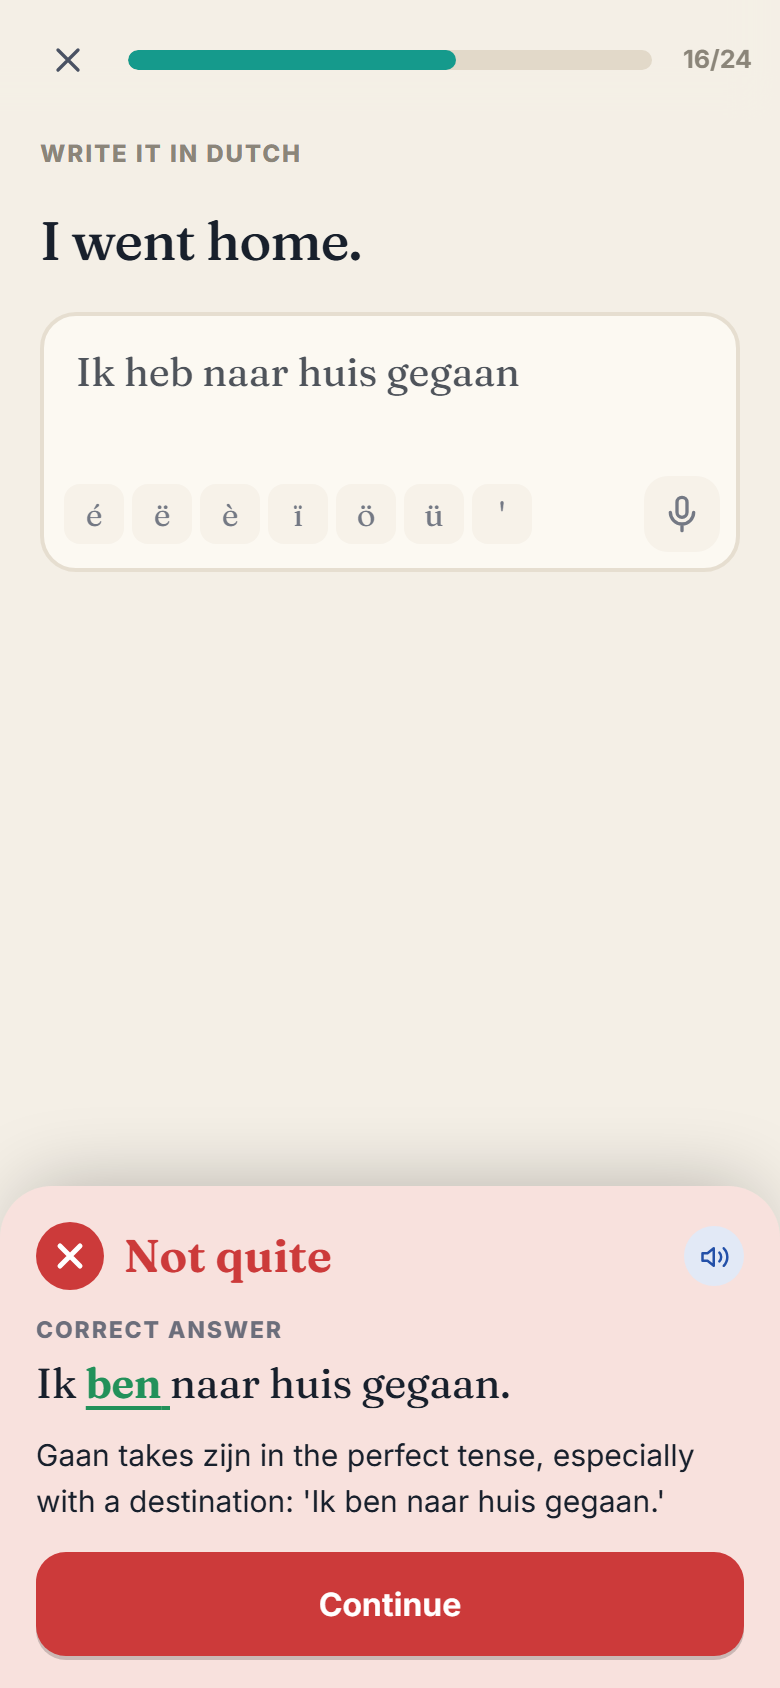 16/24
WRITE IT IN DUTCH
I went home.
Ik heb naar huis gegaan
é ë è ï ö ü '
Not quite
CORRECT ANSWER
Ik ben naar huis gegaan.
Gaan takes zijn in the perfect tense, especially
with a destination: 'Ik ben naar huis gegaan.'
Continue